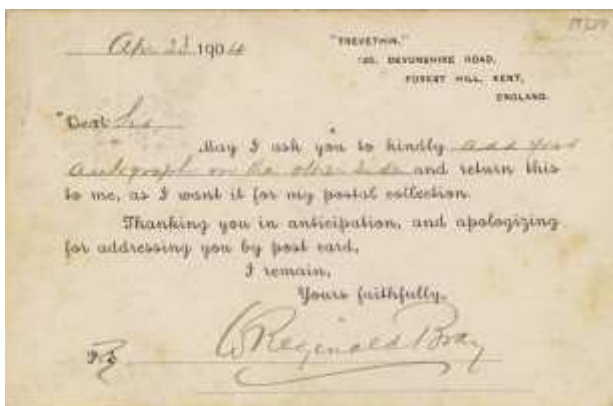 Apr 23 1904
"TREVETHIN,"
135, DEVONSHIRE ROAD,
FOREST HILL, KENT,
ENGLAND.
Dear Sir
May I ask you to kindly add your
autograph on the other side and return this
to me, as I want it for my postal collection.
Thanking you in anticipation, and apologizing
for addressing you by post card,
I remain,
Yours faithfully,
W Reginald Bray